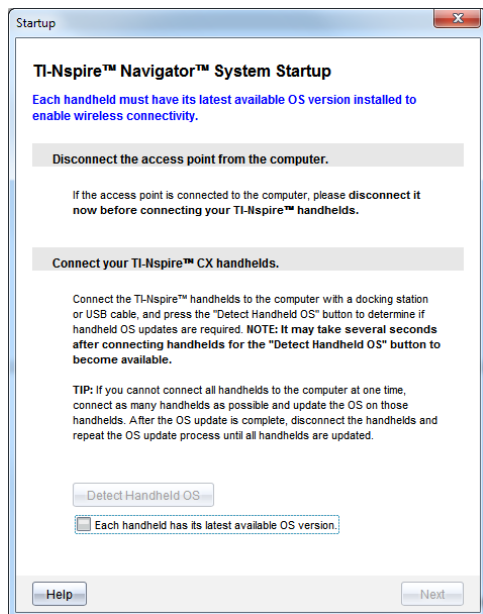 Startup
TI-Nspire™ Navigator™ System Startup
Each handheld must have its latest available OS version installed to
enable wireless connectivity.
Disconnect the access point from the computer.
If the access point is connected to the computer, please disconnect it
now before connecting your TI-Nspire™ handhelds.
Connect your TI-Nspire™ CX handhelds.
Connect the TI-Nspire™ handhelds to the computer with a docking station
or USB cable, and press the "Detect Handheld OS" button to determine if
handheld OS updates are required. NOTE: It may take several seconds
after connecting handhelds for the "Detect Handheld OS" button to
become available.
TIP: If you cannot connect all handhelds to the computer at one time,
connect as many handhelds as possible and update the OS on those
handhelds. After the OS update is complete, disconnect the handhelds and
repeat the OS update process until all handhelds are updated.
Detect Handheld OS
Each handheld has its latest available OS version.
Help
Next